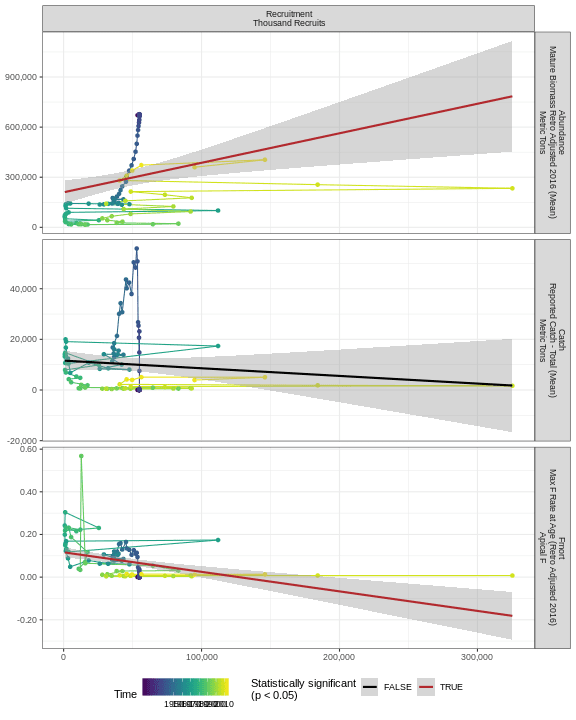 Recruitment
Thousand Recruits
900,000
600,000
300,000
0
Abundance
Mature Biomass Retro Adjusted 2016 (Mean)
Metric Tons
40,000
20,000
0
-20,000
Catch
Reported Catch - Total (Mean)
Metric Tons
0.60
0.40
0.20
0.00
-0.20
Fmort
Max F Rate at Age (Retro Adjusted 2016)
Apical F
0
100,000
200,000
300,000
Time
Statistically significant
(p < 0.05)
FALSE
TRUE